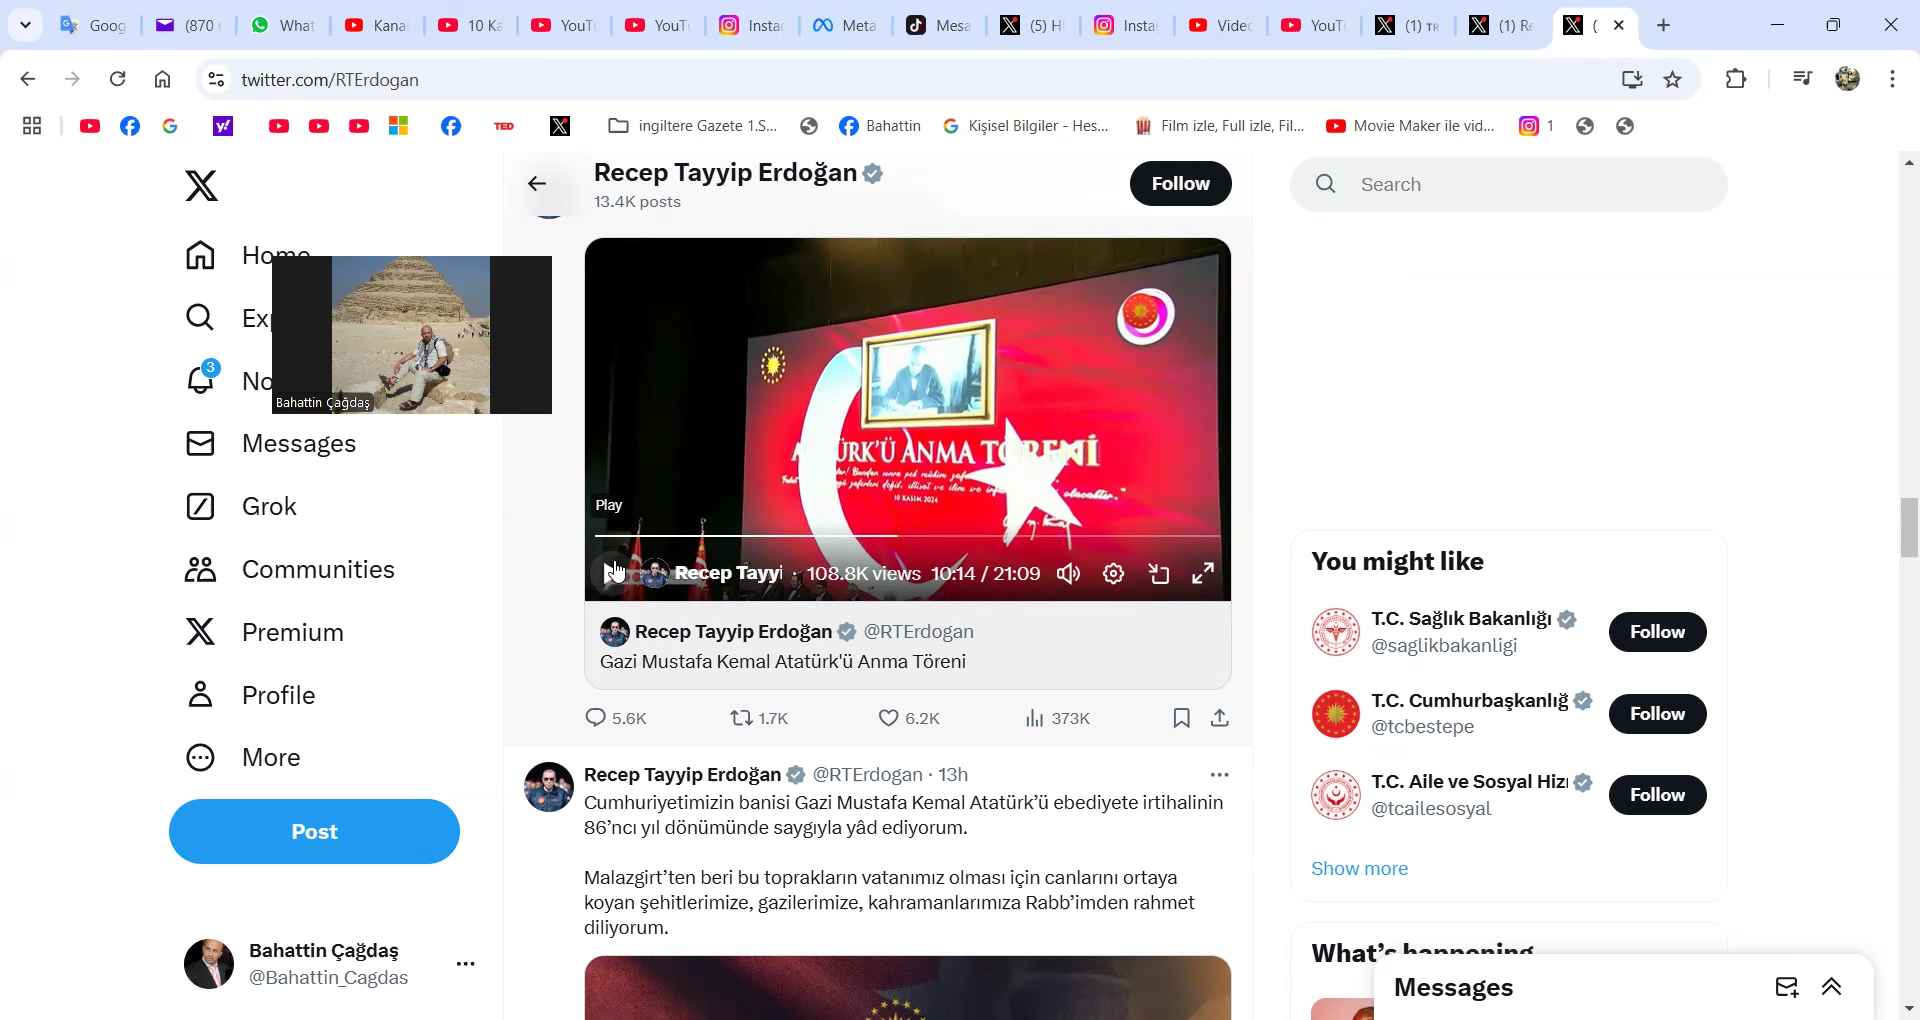 Goog
(870
What
Kana
10 Ka
YouT
YouT
Insta
Meta
Mesa
(5) H
Insta
Videc
YouT
(1) TR
(1) Re
(
twitter.com/RTErdogan
TED
ingiltere Gazete 1.S...
Bahattin
Kişisel Bilgiler - Hes...
Film izle, Full izle, Fil...
Movie Maker ile vid...
1
Home
Exp
3
No
Messages
Grok
Communities
Premium
Profile
More
Post
Bahattin Çağdaş
Bahattin Çağdaş
@Bahattin_Cagdas
Recep Tayyip Erdoğan
13.4K posts
Follow
ÜRK'Ü ANMA TÖRENİ
10 KASIM 2024
Play
Recep Tayyi · 108.8K views 10:14 / 21:09
Recep Tayyip Erdoğan @RTErdogan
Gazi Mustafa Kemal Atatürk'ü Anma Töreni
5.6K 1.7K 6.2K 373K
Recep Tayyip Erdoğan @RTErdogan · 13h
Cumhuriyetimizin banisi Gazi Mustafa Kemal Atatürk’ü ebediyete irtihalinin
86’ncı yıl dönümünde saygıyla yâd ediyorum.
Malazgirt’ten beri bu toprakların vatanımız olması için canlarını ortaya
koyan şehitlerimize, gazilerimize, kahramanlarımıza Rabb’imden rahmet
diliyorum.
Search
You might like
T.C. Sağlık Bakanlığı
@saglikbakanligi
Follow
T.C. Cumhurbaşkanlığ
@tcbestepe
Follow
T.C. Aile ve Sosyal Hiz
@tcailesosyal
Follow
Show more
What’s happening
Messages